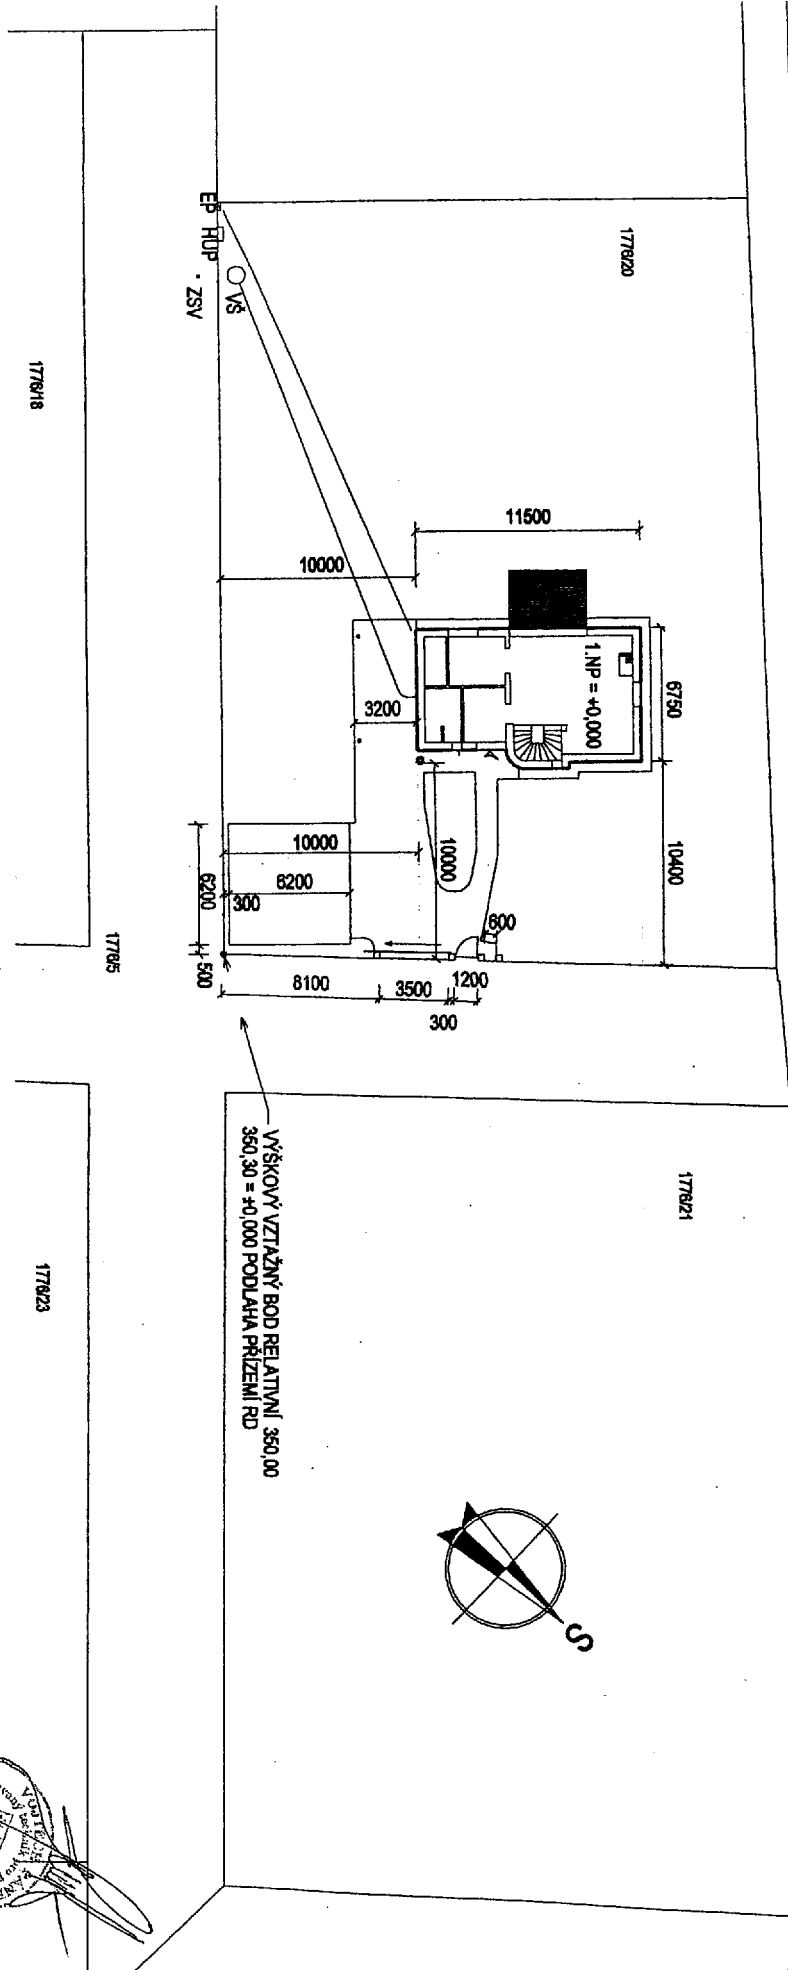 EP
HUP
ZSV
VŠ
1776/20
1776/18
11500
10000
1.NP = ±0,000
6750
3200
10000
10000
10400
6200
6200
300
600
500
8100
3500
1200
300
1776/5
VÝŠKOVÝ VZTAŽNÝ BOD RELATIVNÍ 350,00
350,30 = ±0,000 PODLAHA PŘÍZEMÍ RD
1776/21
1776/23
S